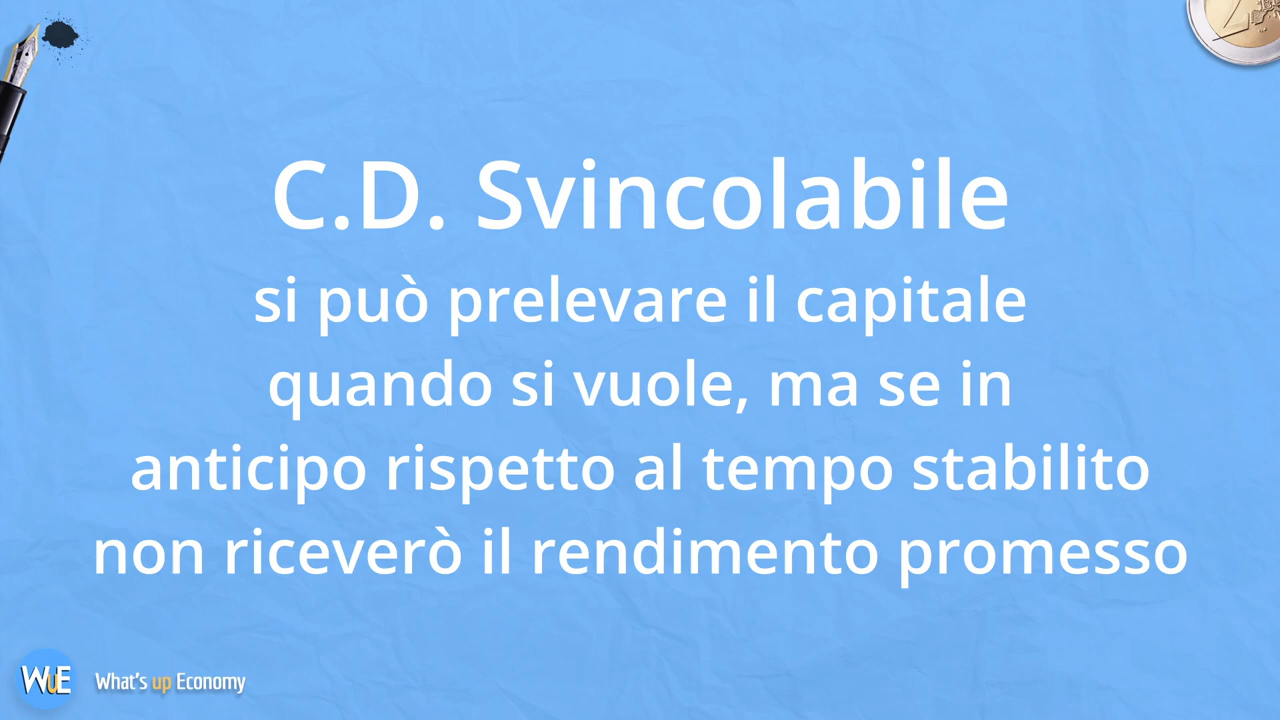 C.D. Svincolabile
si può prelevare il capitale
quando si vuole, ma se in
anticipo rispetto al tempo stabilito
non riceverò il rendimento promesso
WuE What's up Economy